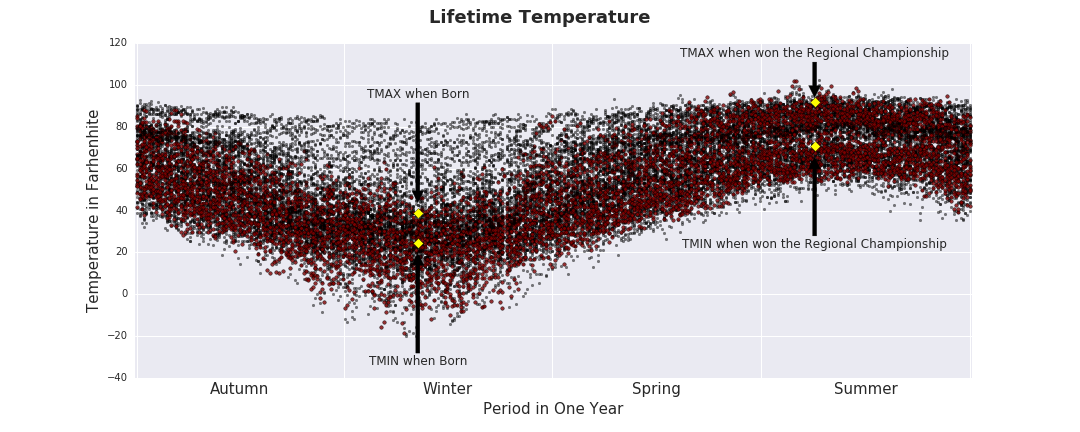 Lifetime Temperature
120
100
80
60
40
20
0
−20
−40
Temperature in Farhenhite
TMAX when won the Regional Championship
TMAX when Born
TMIN when won the Regional Championship
TMIN when Born
Autumn Winter Spring Summer
Period in One Year